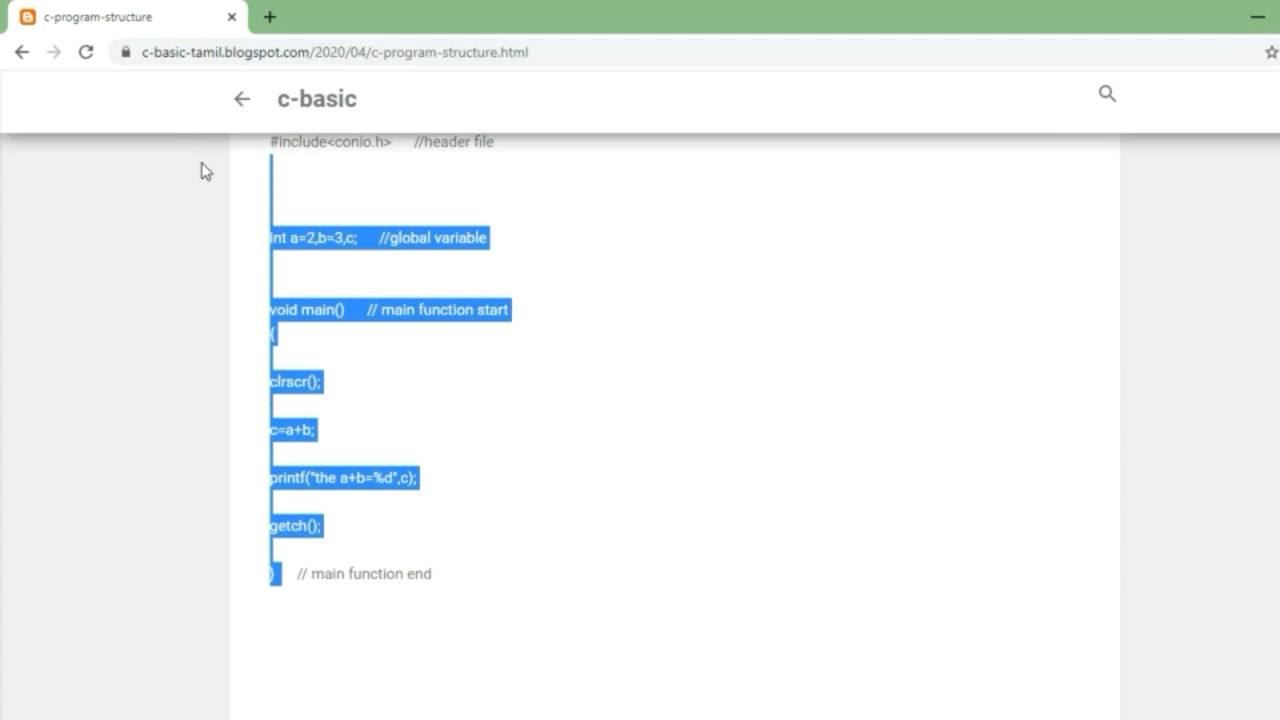 c-program-structure
c-basic-tamil.blogspot.com/2020/04/c-program-structure.html
c-basic
#include<conio.h> //header file
int a=2,b=3,c; //global variable
void main() // main function start
{
clrscr();
c=a+b;
printf("the a+b=%d",c);
getch();
} // main function end